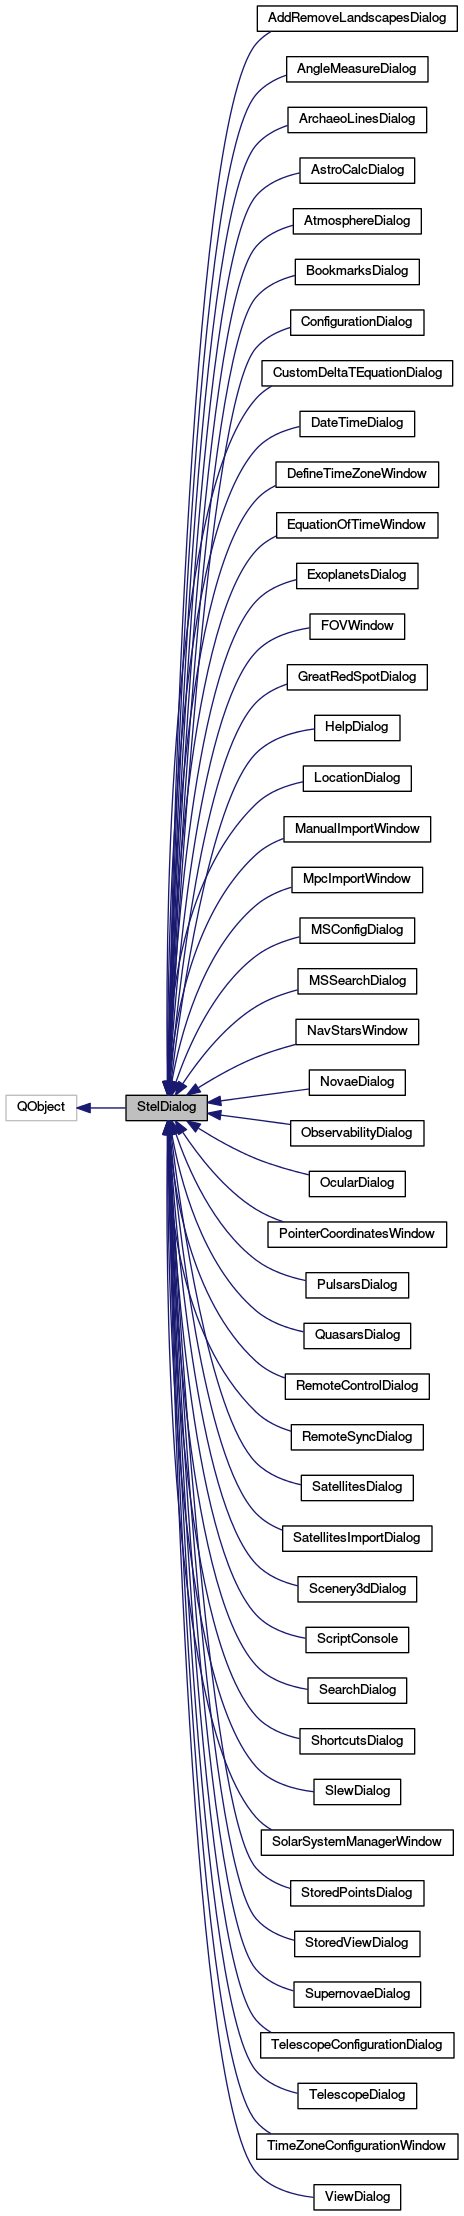 AddRemoveLandscapesDialog
AngleMeasureDialog
ArchaeoLinesDialog
AstroCalcDialog
AtmosphereDialog
BookmarksDialog
ConfigurationDialog
CustomDeltaTEquationDialog
DateTimeDialog
DefineTimeZoneWindow
EquationOfTimeWindow
ExoplanetsDialog
FOVWindow
GreatRedSpotDialog
HelpDialog
LocationDialog
ManualImportWindow
MpcImportWindow
MSConfigDialog
MSSearchDialog
NavStarsWindow
NovaeDialog
QObject
StelDialog
ObservabilityDialog
OcularDialog
PointerCoordinatesWindow
PulsarsDialog
QuasarsDialog
RemoteControlDialog
RemoteSyncDialog
SatellitesDialog
SatellitesImportDialog
Scenery3dDialog
ScriptConsole
SearchDialog
ShortcutsDialog
SlewDialog
SolarSystemManagerWindow
StoredPointsDialog
StoredViewDialog
SupernovaeDialog
TelescopeConfigurationDialog
TelescopeDialog
TimeZoneConfigurationWindow
ViewDialog